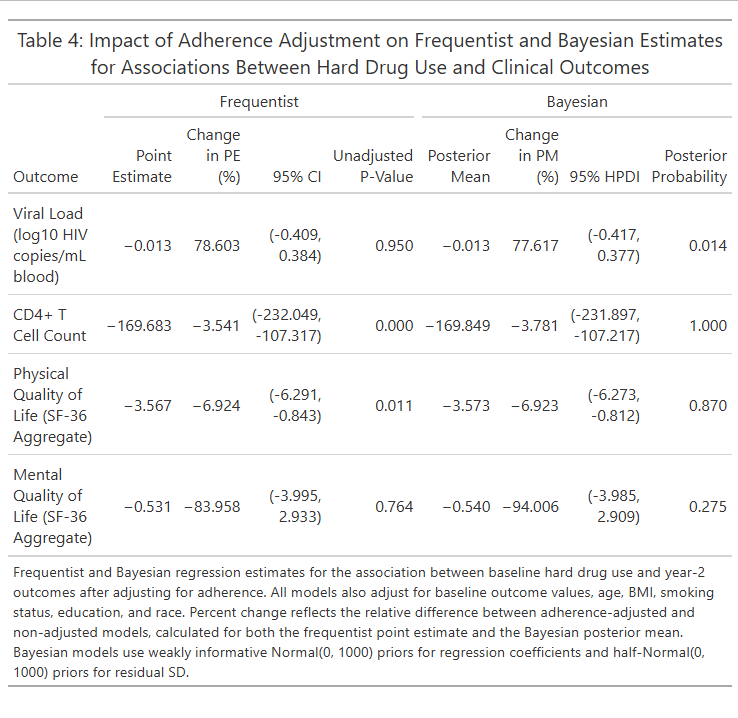 Table 4: Impact of Adherence Adjustment on Frequentist and Bayesian Estimates
for Associations Between Hard Drug Use and Clinical Outcomes
Frequentist Bayesian
Outcome Point Estimate Change in PE (%) 95% CI Unadjusted P-Value Posterior Mean Change in PM (%) 95% HPDI Posterior Probability
Viral Load (log10 HIV copies/mL blood) −0.013 78.603 (-0.409, 0.384) 0.950 −0.013 77.617 (-0.417, 0.377) 0.014
CD4+ T Cell Count −169.683 −3.541 (-232.049, -107.317) 0.000 −169.849 −3.781 (-231.897, -107.217) 1.000
Physical Quality of Life (SF-36 Aggregate) −3.567 −6.924 (-6.291, -0.843) 0.011 −3.573 −6.923 (-6.273, -0.812) 0.870
Mental Quality of Life (SF-36 Aggregate) −0.531 −83.958 (-3.995, 2.933) 0.764 −0.540 −94.006 (-3.985, 2.909) 0.275
Frequentist and Bayesian regression estimates for the association between baseline hard drug use and year-2
outcomes after adjusting for adherence. All models also adjust for baseline outcome values, age, BMI, smoking
status, education, and race. Percent change reflects the relative difference between adherence-adjusted and
non-adjusted models, calculated for both the frequentist point estimate and the Bayesian posterior mean.
Bayesian models use weakly informative Normal(0, 1000) priors for regression coefficients and half-Normal(0,
1000) priors for residual SD.